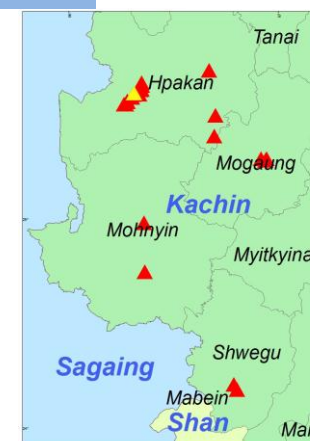 Tanai
Hpakan
Mogaung
Kachin
Mohnyin
Myitkyina
Shwegu
Sagaing
Mabein
Shan